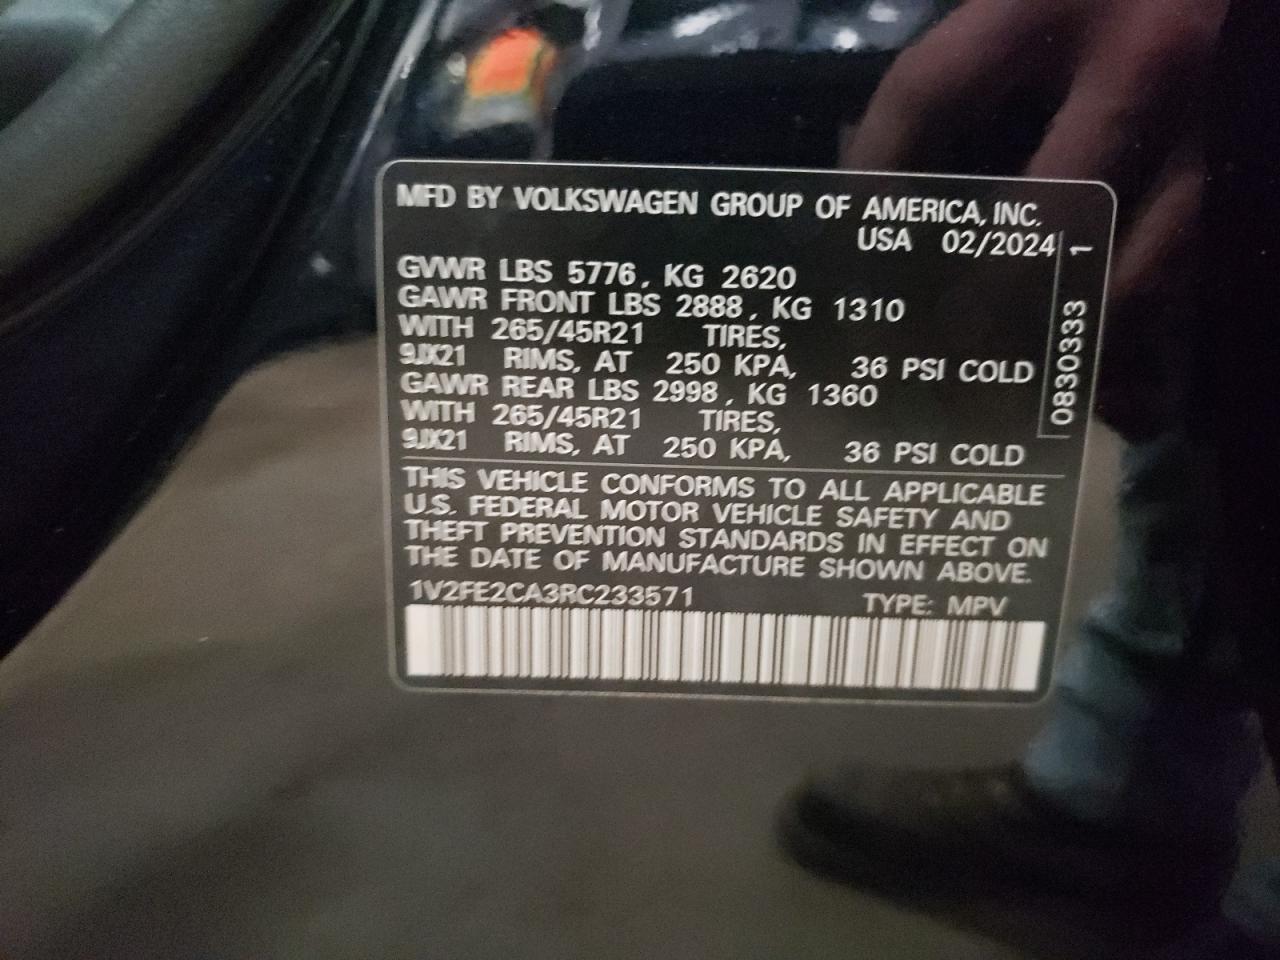 MFD BY VOLKSWAGEN GROUP OF AMERICA, INC.
USA 02/2024
GVWR LBS 5776, KG 2620
GAWR FRONT LBS 2888, KG 1310
WITH 265/45R21 TIRES,
9JX21 RIMS, AT 250 KPA, 36 PSI COLD
GAWR REAR LBS 2998, KG 1360
WITH 265/45R21 TIRES,
9JX21 RIMS, AT 250 KPA, 36 PSI COLD
THIS VEHICLE CONFORMS TO ALL APPLICABLE
U.S. FEDERAL MOTOR VEHICLE SAFETY AND
THEFT PREVENTION STANDARDS IN EFFECT ON
THE DATE OF MANUFACTURE SHOWN ABOVE.
1V2FE2CA3RC233571 TYPE: MPV
0830333 1